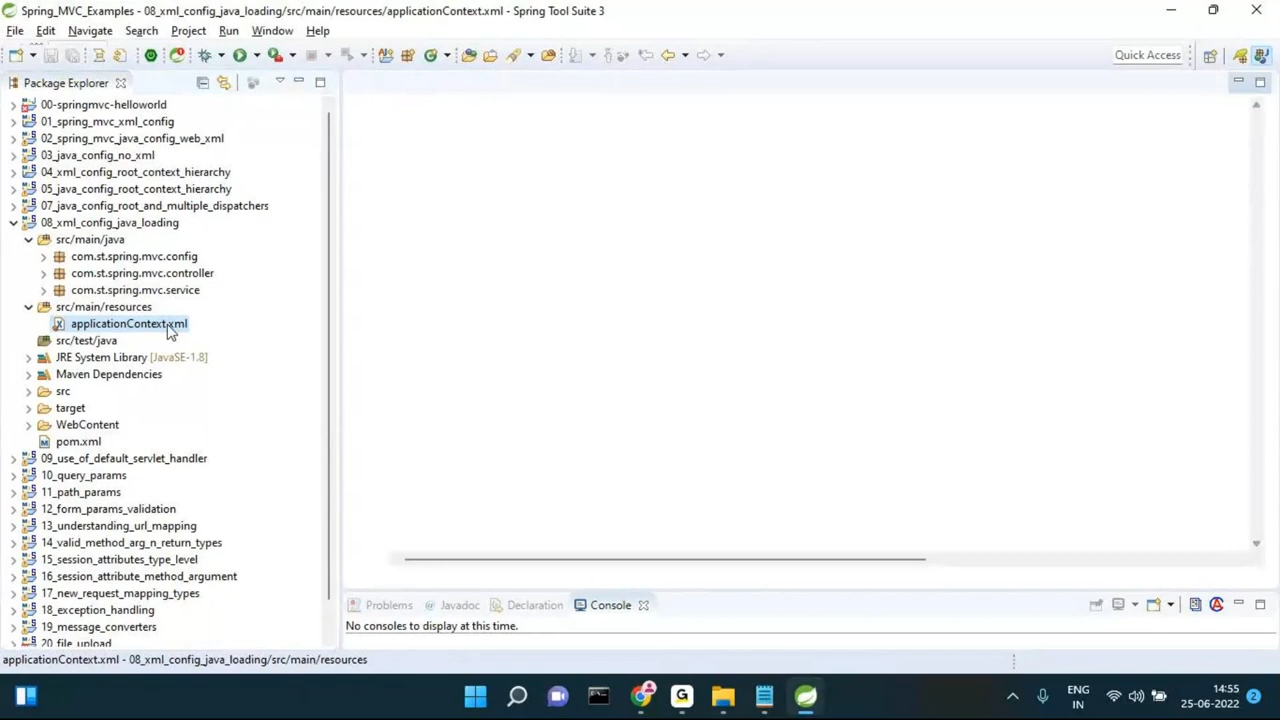 Spring_MVC_Examples - 08_xml_config_java_loading/src/main/resources/applicationContext.xml - Spring Tool Suite 3
File Edit Navigate Search Project Run Window Help
Quick Access
Package Explorer
00-springmvc-helloworld
01_spring_mvc_xml_config
02_spring_mvc_java_config_web_xml
03_java_config_no_xml
04_xml_config_root_context_hierarchy
05_java_config_root_context_hierarchy
07_java_config_root_and_multiple_dispatchers
08_xml_config_java_loading
src/main/java
com.st.spring.mvc.config
com.st.spring.mvc.controller
com.st.spring.mvc.service
src/main/resources
applicationContext.xml
src/test/java
JRE System Library [JavaSE-1.8]
Maven Dependencies
src
target
WebContent
pom.xml
09_use_of_default_servlet_handler
10_query_params
11_path_params
12_form_params_validation
13_understanding_url_mapping
14_valid_method_arg_n_return_types
15_session_attributes_type_level
16_session_attribute_method_argument
17_new_request_mapping_types
18_exception_handling
19_message_converters
20_file_upload
Problems Javadoc Declaration Console
No consoles to display at this time.
applicationContext.xml - 08_xml_config_java_loading/src/main/resources
ENG
IN
14:55
25-06-2022
2